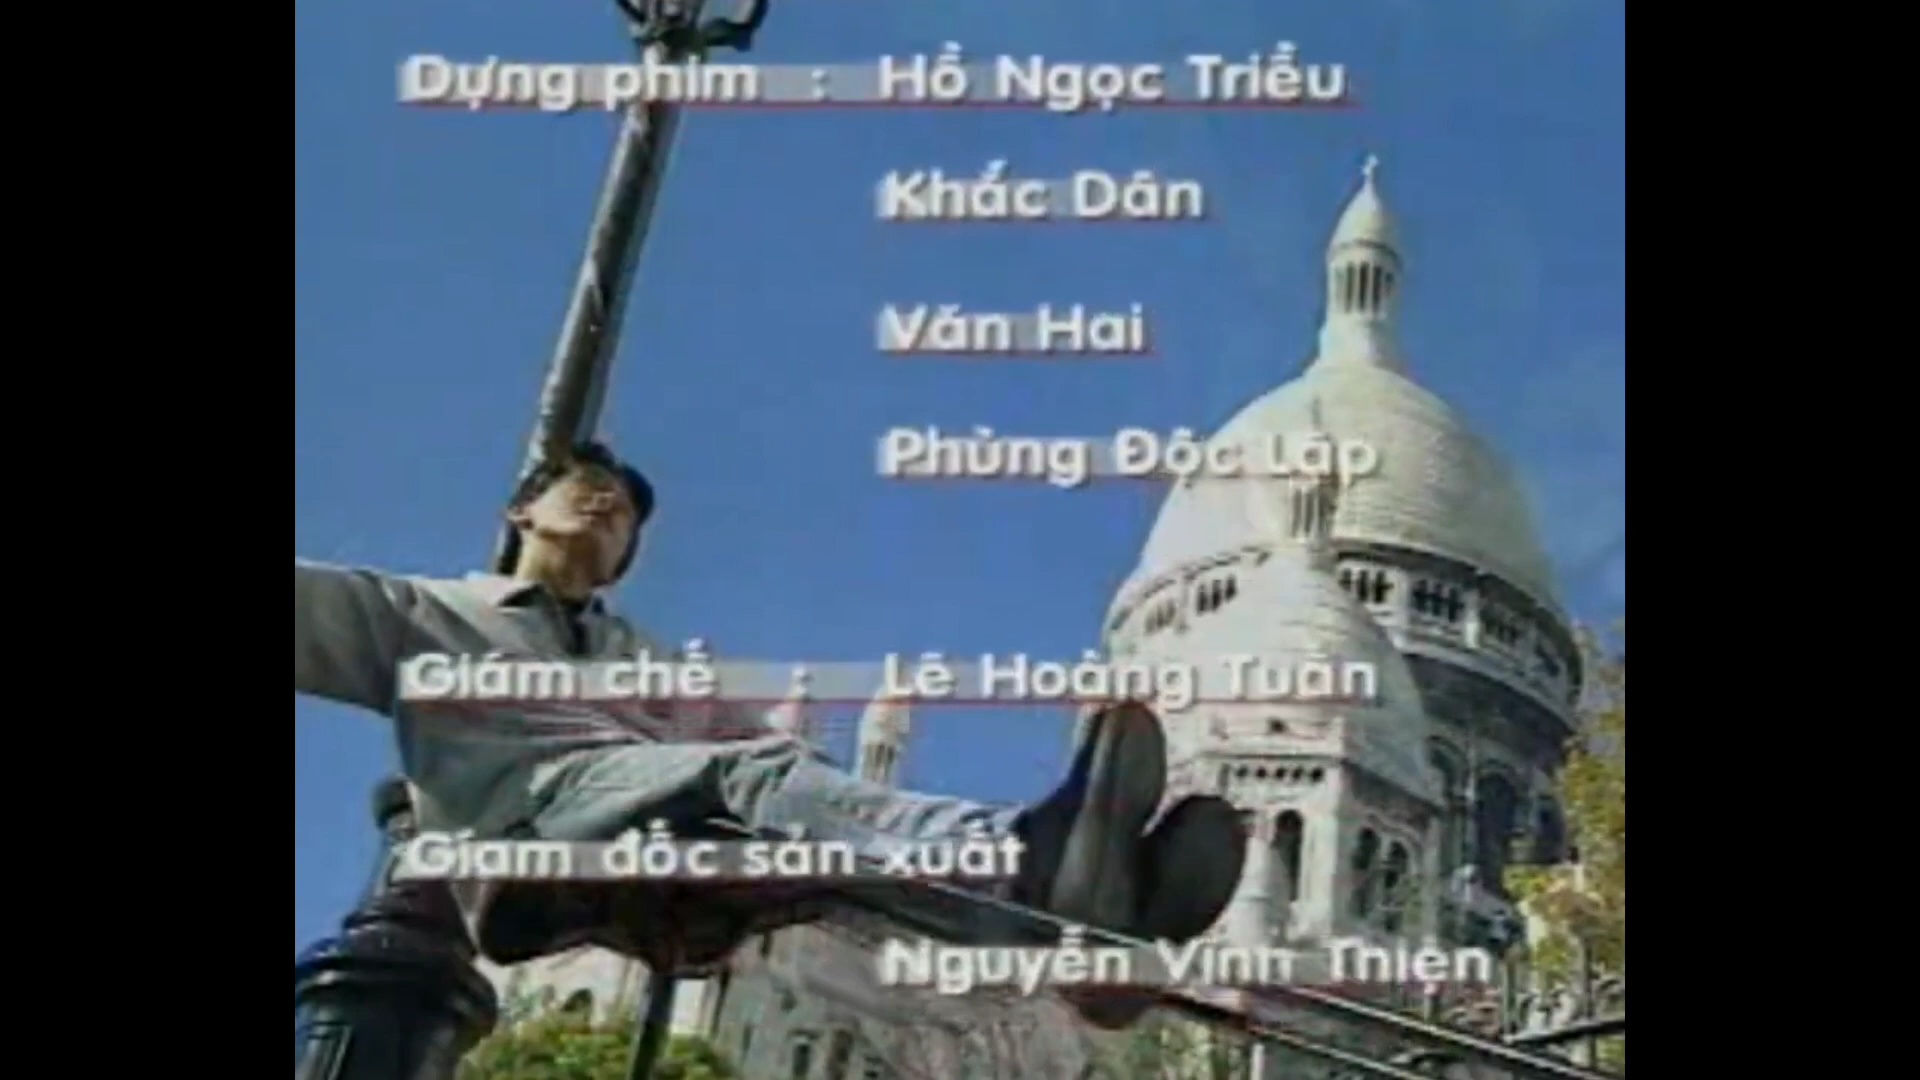 Dựng phim : Hồ Ngọc Triều
Khắc Dân
Văn Hai
Phùng Độc Lập
Giám chế : Lê Hoàng Tuấn
Giám đốc sản xuất
Nguyễn Vĩnh Thiện